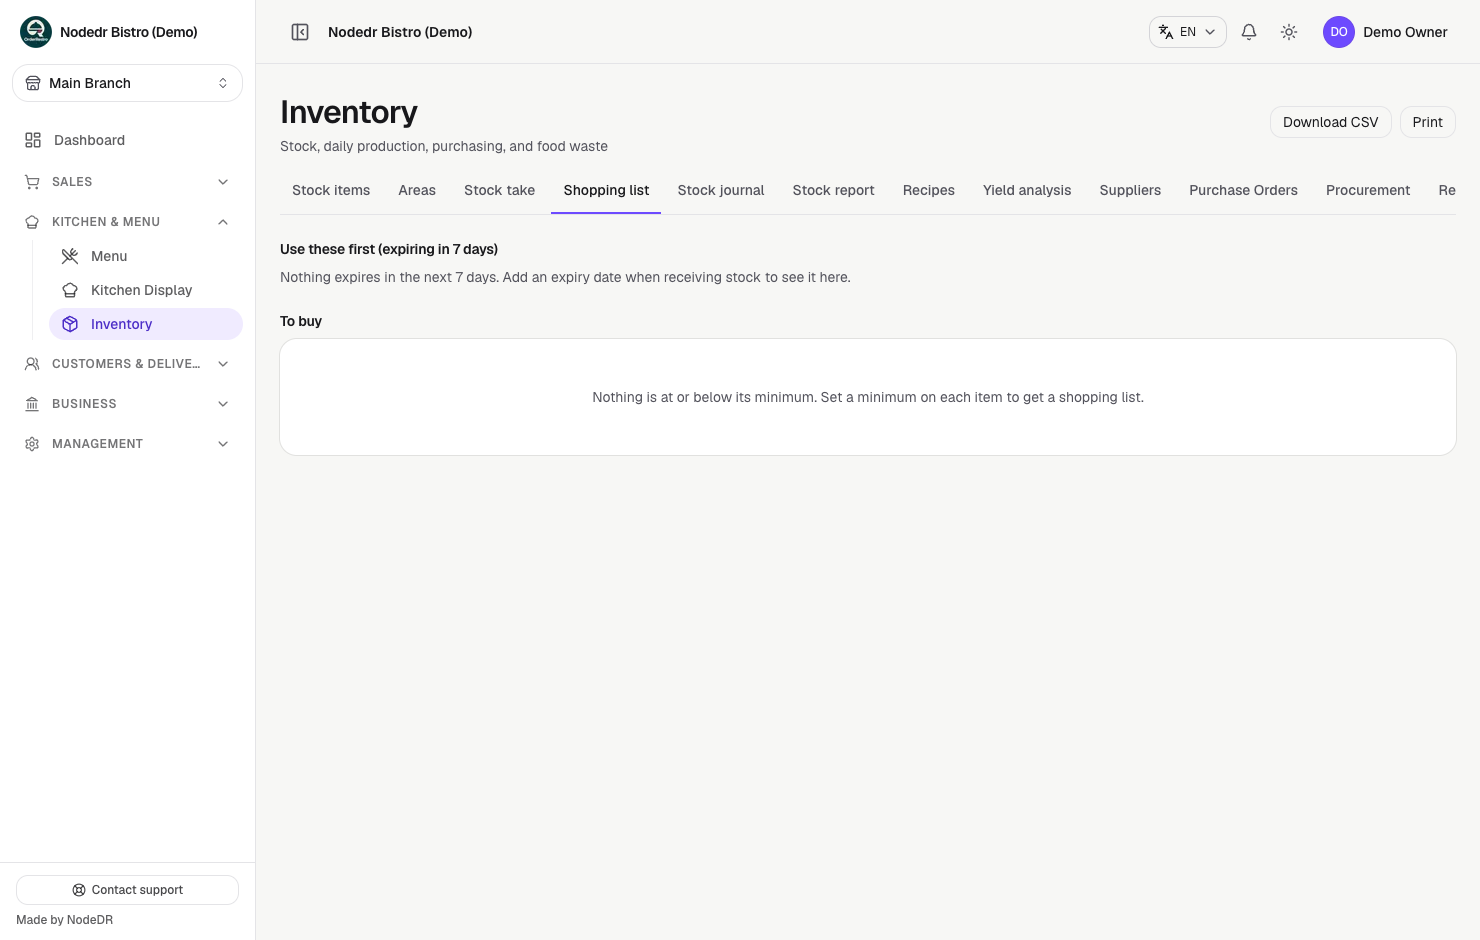 Nodedr Bistro (Demo)
Nodedr Bistro (Demo)
EN
DO
Demo Owner
Main Branch
Dashboard
SALES
KITCHEN & MENU
Menu
Kitchen Display
Inventory
CUSTOMERS & DELIVE...
BUSINESS
MANAGEMENT
Contact support
Made by NodeDR
Inventory
Stock, daily production, purchasing, and food waste
Download CSV
Print
Stock items
Areas
Stock take
Shopping list
Stock journal
Stock report
Recipes
Yield analysis
Suppliers
Purchase Orders
Procurement
Re
Use these first (expiring in 7 days)
Nothing expires in the next 7 days. Add an expiry date when receiving stock to see it here.
To buy
Nothing is at or below its minimum. Set a minimum on each item to get a shopping list.